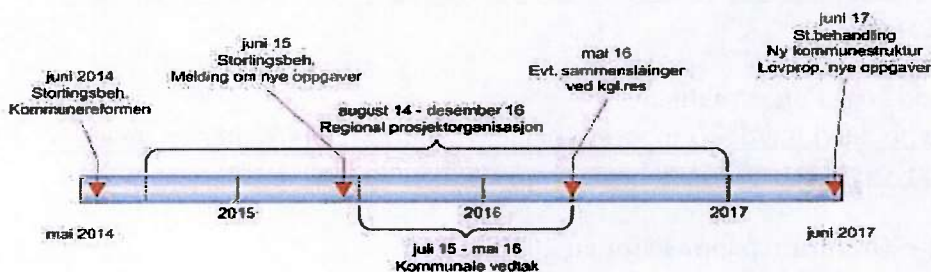 juni 2014
Stortingsbeh.
Kommunereformen
juni 15
Stortingsbeh.
Melding om nye oppgaver
august 14 - desember 16
Regional prosjektorganisasjon
mai 16
Evt. sammenslåinger
ved kgl.res
juni 17
St.behandling
Ny kommunestruktur
Lovprop. nye oppgaver
2015
2016
2017
mai 2014
juni 2017
juli 15 - mai 16
Kommunale vedtak